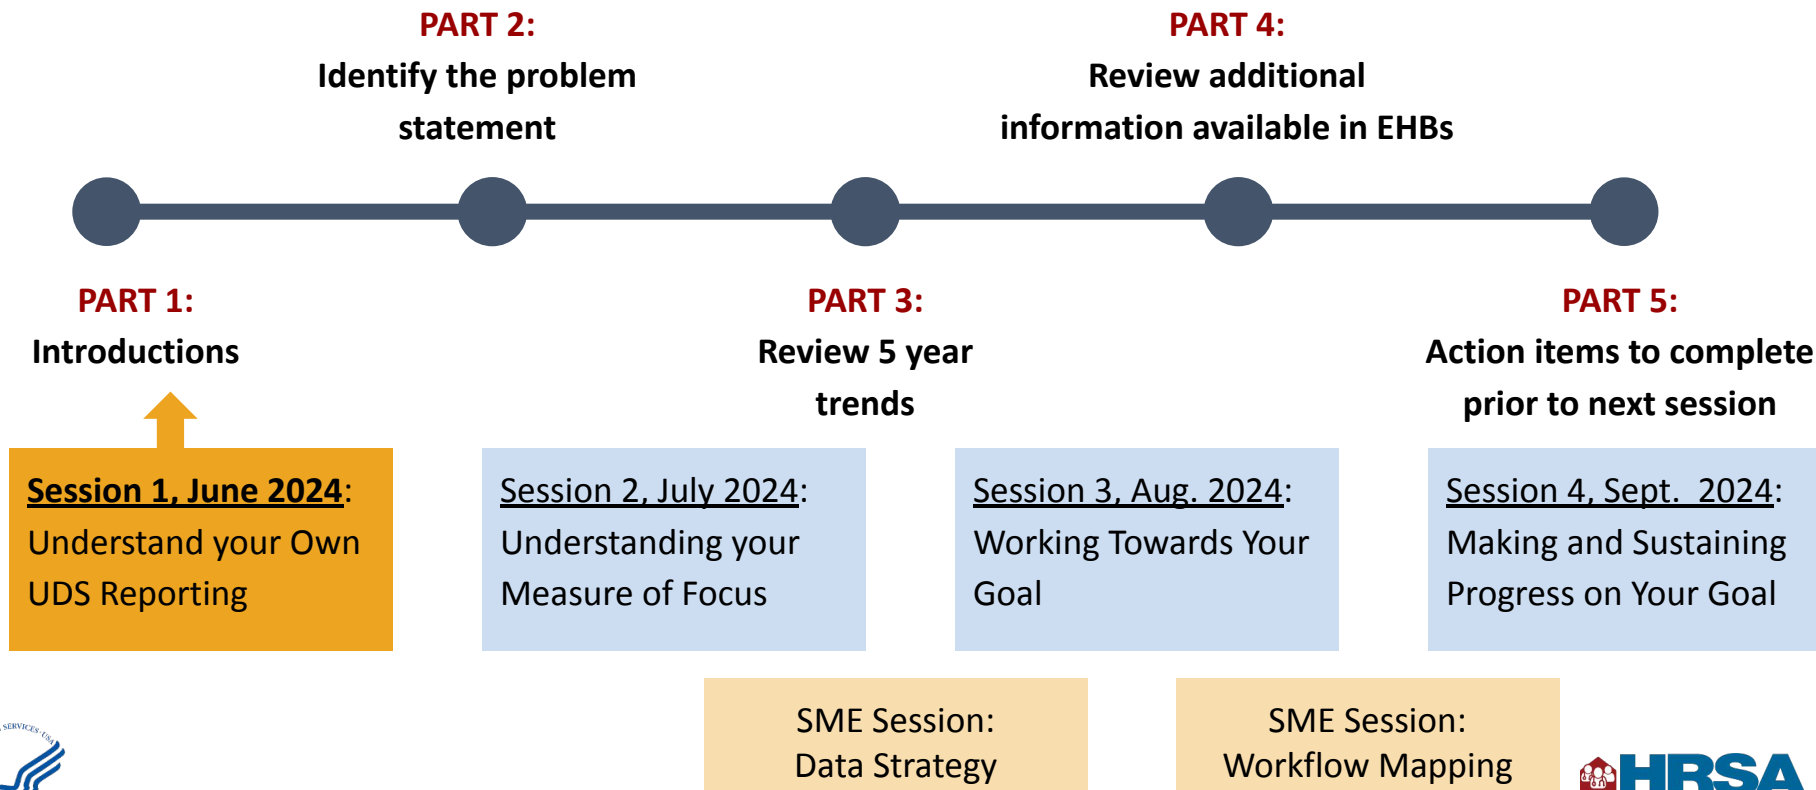 PART 2:
Identify the problem
statement
PART 4:
Review additional
information available in EHBs
PART 1:
Introductions
PART 3:
Review 5 year
trends
PART 5:
Action items to complete
prior to next session
Session 1, June 2024:
Understand your Own
UDS Reporting
Session 2, July 2024:
Understanding your
Measure of Focus
Session 3, Aug. 2024:
Working Towards Your
Goal
Session 4, Sept. 2024:
Making and Sustaining
Progress on Your Goal
SME Session:
Data Strategy
SME Session:
Workflow Mapping
SERVICES·USA
HRSA